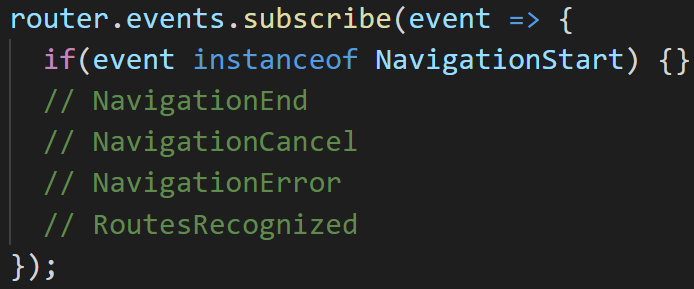 router.events.subscribe(event => {
  if(event instanceof NavigationStart) {}
  // NavigationEnd
  // NavigationCancel
  // NavigationError
  // RoutesRecognized
});